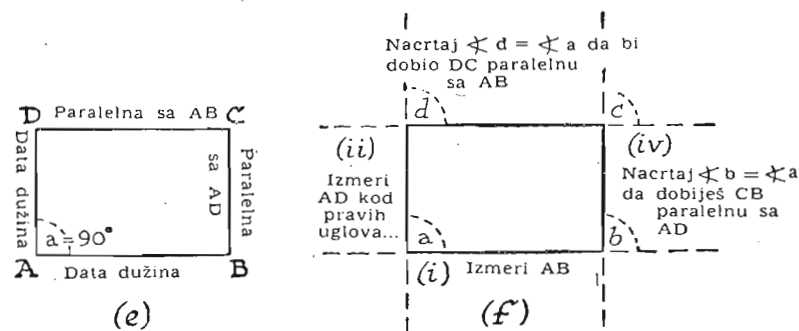 D Paralelna sa AB C
Data dužina
Paralelna
sa AD
a=90°
A Data dužina B
(e)
Nacrtaj ∢ d = ∢ a da bi
dobio DC paralelnu
sa AB
d
c
(ii)
Izmeri
AD kod
pravih
uglova...
(iv)
Nacrtaj ∢ b = ∢ a
da dobiješ CB
paralelnu sa
AD
a
b
(i) Izmeri AB
(f)